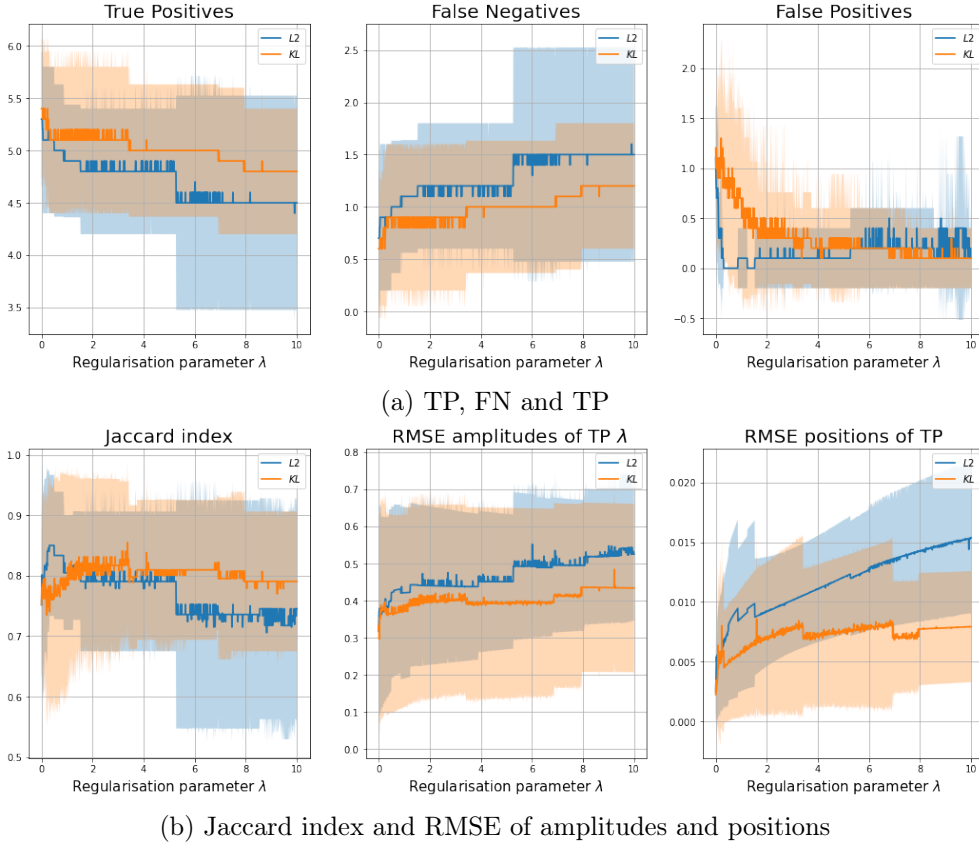 True Positives
False Negatives
False Positives
6.0
5.5
5.0
4.5
4.0
3.5
L2
KL
0 2 4 6 8 10
Regularisation parameter λ
2.5
2.0
1.5
1.0
0.5
0.0
L2
KL
0 2 4 6 8 10
Regularisation parameter λ
2.0
1.5
1.0
0.5
0.0
−0.5
L2
KL
0 2 4 6 8 10
Regularisation parameter λ
(a) TP, FN and TP
Jaccard index
RMSE amplitudes of TP λ
RMSE positions of TP
1.0
0.9
0.8
0.7
0.6
0.5
L2
KL
0 2 4 6 8 10
Regularisation parameter λ
0.8
0.7
0.6
0.5
0.4
0.3
0.2
0.1
0.0
L2
KL
0 2 4 6 8 10
Regularisation parameter λ
0.020
0.015
0.010
0.005
0.000
L2
KL
0 2 4 6 8 10
Regularisation parameter λ
(b) Jaccard index and RMSE of amplitudes and positions